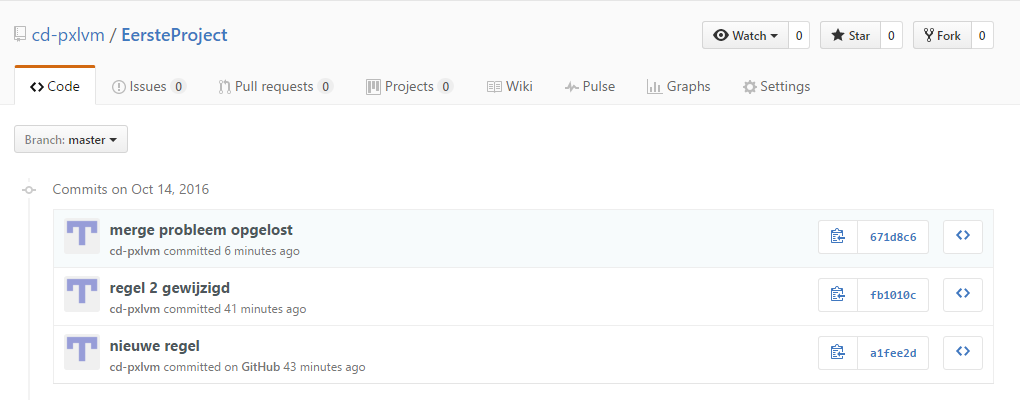 cd-pxlvm / EersteProject
Watch 0 Star 0 Fork 0
Code Issues 0 Pull requests 0 Projects 0 Wiki Pulse Graphs Settings
Branch: master
Commits on Oct 14, 2016
merge probleem opgelost
cd-pxlvm committed 6 minutes ago
671d8c6
regel 2 gewijzigd
cd-pxlvm committed 41 minutes ago
fb1010c
nieuwe regel
cd-pxlvm committed on GitHub 43 minutes ago
a1fee2d